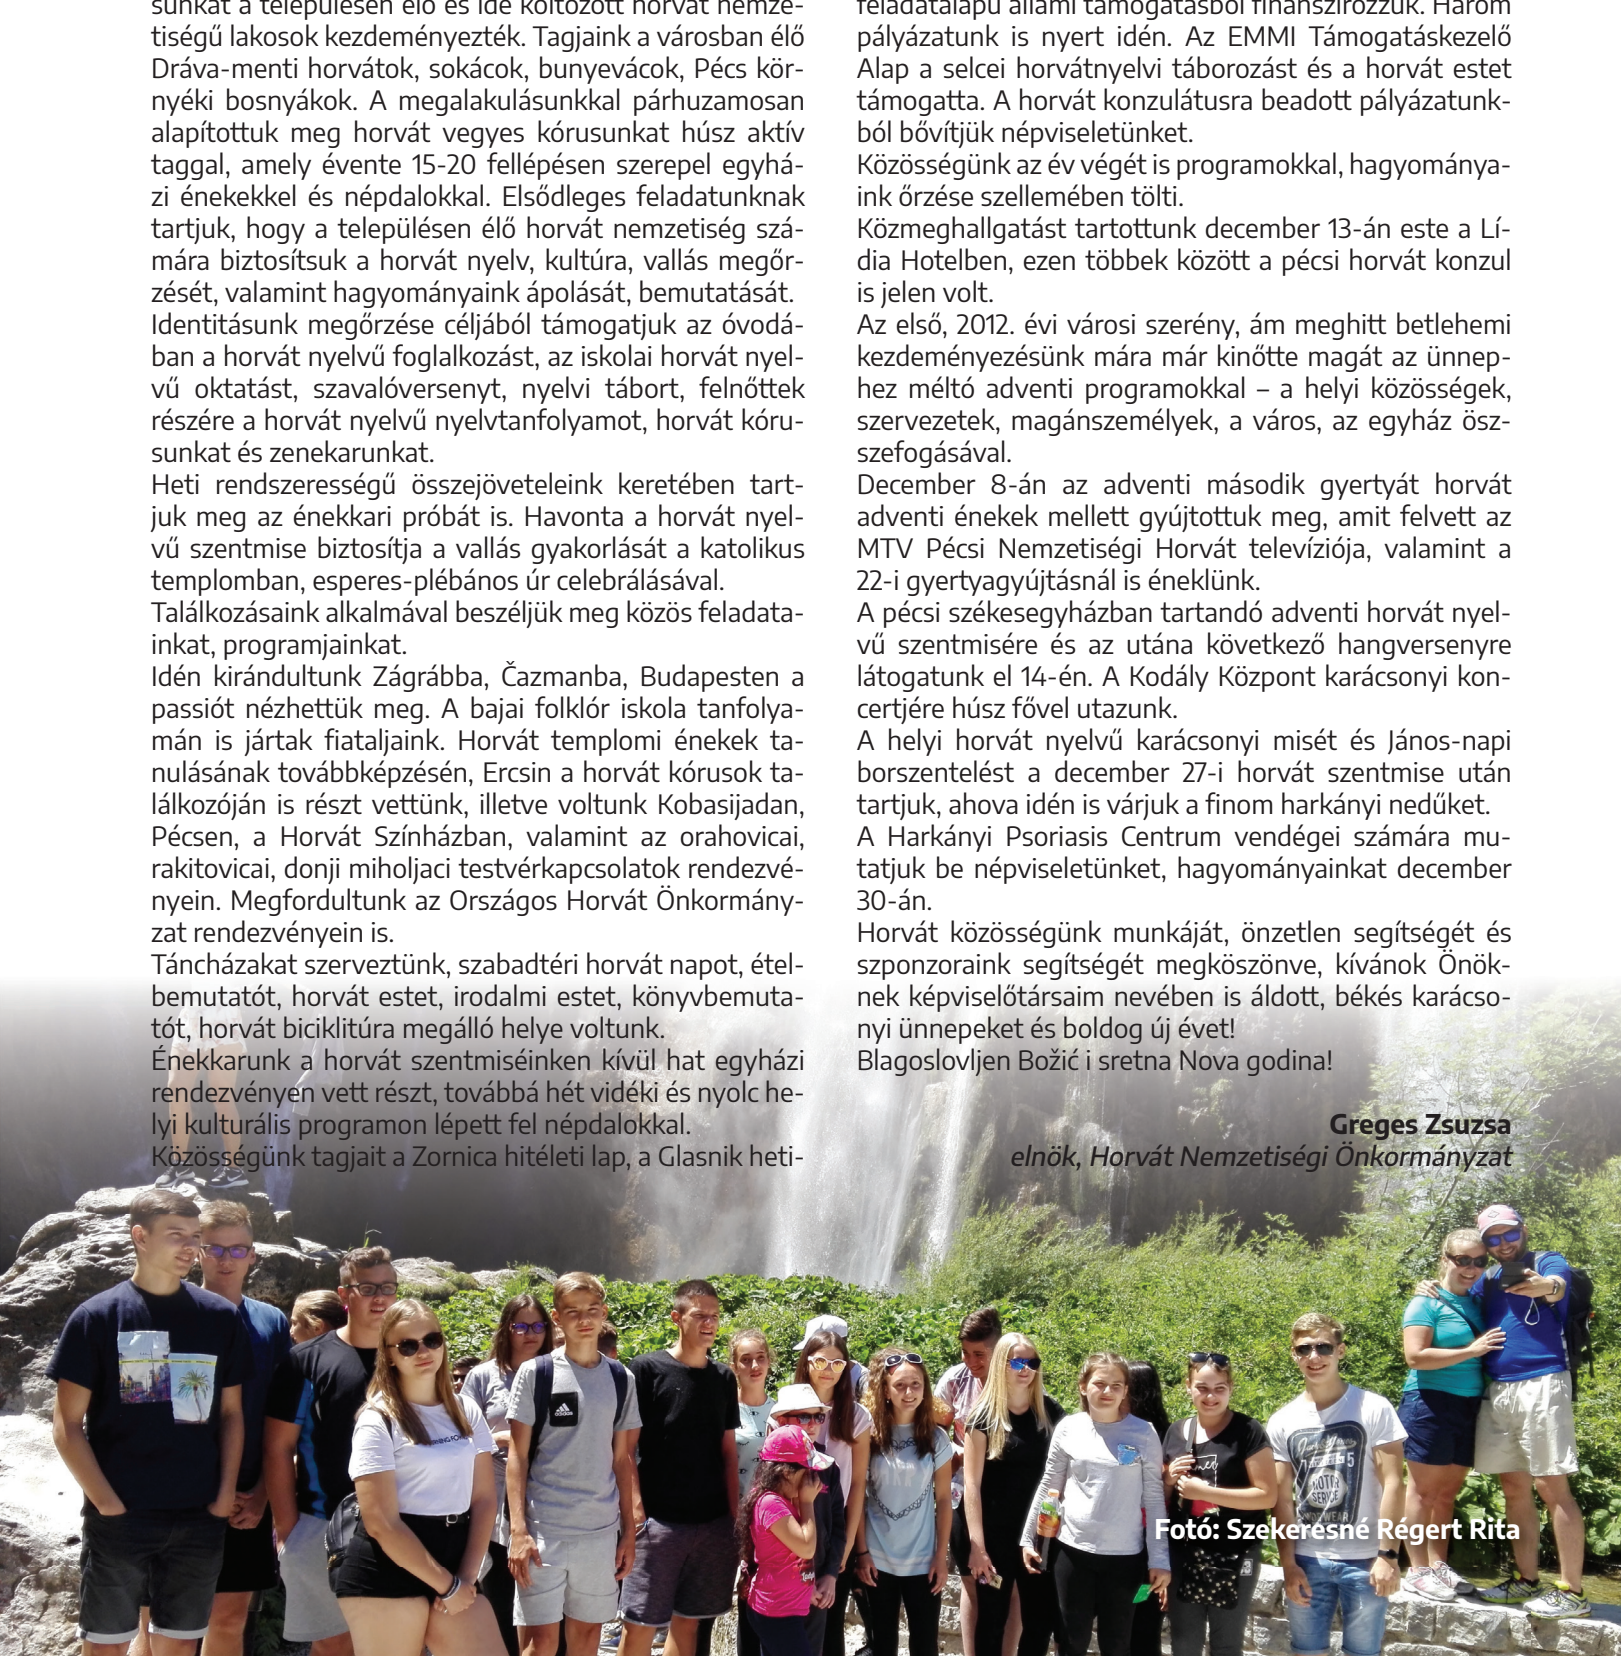 sunkat a településen élő és ide költözött horvát nemze-
tiségű lakosok kezdeményezték. Tagjaink a városban élő
Dráva-menti horvátok, sokácok, bunyevácok, Pécs kör-
nyéki bosnyákok. A megalakulásunkkal párhuzamosan
alapítottuk meg horvát vegyes kórusunkat húsz aktív
taggal, amely évente 15-20 fellépésen szerepel egyhá-
zi énekekkel és népdalokkal. Elsődleges feladatunknak
tartjuk, hogy a településen élő horvát nemzetiség szá-
mára biztosítsuk a horvát nyelv, kultúra, vallás megőr-
zését, valamint hagyományaink ápolását, bemutatását.
Identitásunk megőrzése céljából támogatjuk az óvodá-
ban a horvát nyelvű foglalkozást, az iskolai horvát nyel-
vű oktatást, szavalóversenyt, nyelvi tábort, felnőttek
részére a horvát nyelvű nyelvtanfolyamot, horvát kóru-
sunkat és zenekarunkat.
Heti rendszerességű összejöveteleink keretében tart-
juk meg az énekkari próbát is. Havonta a horvát nyel-
vű szentmise biztosítja a vallás gyakorlását a katolikus
templomban, esperes-plébános úr celebrálásával.
Találkozásaink alkalmával beszéljük meg közös feladata-
inkat, programjainkat.
Idén kirándultunk Zágrábba, Čazmanba, Budapesten a
passiót nézhettük meg. A bajai folklór iskola tanfolya-
mán is jártak fiataljaink. Horvát templomi énekek ta-
nulásának továbbképzésén, Ercsin a horvát kórusok ta-
lálkozóján is részt vettünk, illetve voltunk Kobasijadan,
Pécsen, a Horvát Színházban, valamint az orahovicai,
rakitovicai, donji miholjaci testvérkapcsolatok rendezvé-
nyein. Megfordultunk az Országos Horvát Önkormány-
zat rendezvényein is.
Táncházakat szerveztünk, szabadtéri horvát napot, étel-
bemutatót, horvát estet, irodalmi estet, könyvbemuta-
tót, horvát biciklitúra megálló helye voltunk.
Énekkarunk a horvát szentmiséinken kívül hat egyházi
rendezvényen vett részt, továbbá hét vidéki és nyolc he-
lyi kulturális programon lépett fel népdalokkal.
Közösségünk tagjait a Zornica hitéleti lap, a Glasnik heti-
feladatalapú állami támogatásból finanszírozzuk. Három
pályázatunk is nyert idén. Az EMMI Támogatáskezelő
Alap a selcei horvátnyelvi táborozást és a horvát estet
támogatta. A horvát konzulátusra beadott pályázatunk-
ból bővítjük népviseletünket.
Közösségünk az év végét is programokkal, hagyománya-
ink őrzése szellemében tölti.
Közmeghallgatást tartottunk december 13-án este a Lí-
dia Hotelben, ezen többek között a pécsi horvát konzul
is jelen volt.
Az első, 2012. évi városi szerény, ám meghitt betlehemi
kezdeményezésünk mára már kinőtte magát az ünnep-
hez méltó adventi programokkal – a helyi közösségek,
szervezetek, magánszemélyek, a város, az egyház ösz-
szefogásával.
December 8-án az adventi második gyertyát horvát
adventi énekek mellett gyújtottuk meg, amit felvett az
MTV Pécsi Nemzetiségi Horvát televíziója, valamint a
22-i gyertyagyújtásnál is éneklünk.
A pécsi székesegyházban tartandó adventi horvát nyel-
vű szentmisére és az utána következő hangversenyre
látogatunk el 14-én. A Kodály Központ karácsonyi kon-
certjére húsz fővel utazunk.
A helyi horvát nyelvű karácsonyi misét és János-napi
borszentelést a december 27-i horvát szentmise után
tartjuk, ahova idén is várjuk a finom harkányi nedűket.
A Harkányi Psoriasis Centrum vendégei számára mu-
tatjuk be népviseletünket, hagyományainkat december
30-án.
Horvát közösségünk munkáját, önzetlen segítségét és
szponzoraink segítségét megköszönve, kívánok Önök-
nek képviselőtársaim nevében is áldott, békés karácso-
nyi ünnepeket és boldog új évet!
Blagoslovljen Božić i sretna Nova godina!
Greges Zsuzsa
elnök, Horvát Nemzetiségi Önkormányzat
adidas
MOTOR
SERVICE
Fotó: Szekeresné Régert Rita